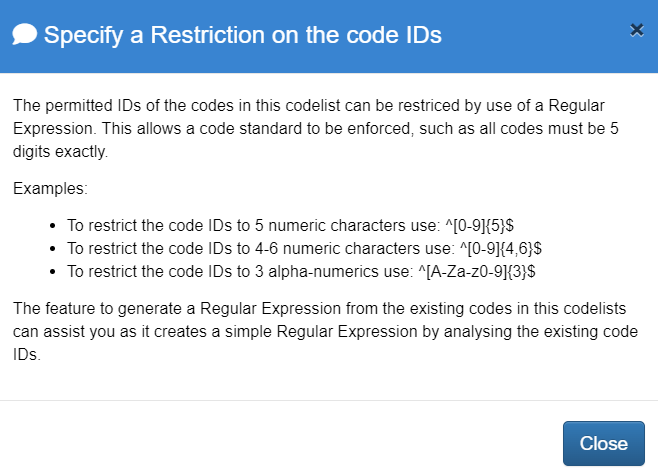 Specify a Restriction on the code IDs
×
The permitted IDs of the codes in this codelist can be restriced by use of a Regular
Expression. This allows a code standard to be enforced, such as all codes must be 5
digits exactly.
Examples:
• To restrict the code IDs to 5 numeric characters use: ^[0-9]{5}$
• To restrict the code IDs to 4-6 numeric characters use: ^[0-9]{4,6}$
• To restrict the code IDs to 3 alpha-numerics use: ^[A-Za-z0-9]{3}$
The feature to generate a Regular Expression from the existing codes in this codelists
can assist you as it creates a simple Regular Expression by analysing the existing code
IDs.
Close